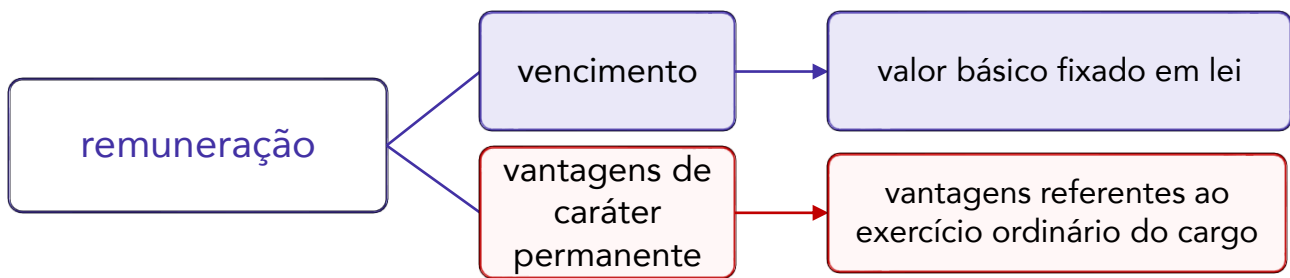 remuneração
vencimento
valor básico fixado em lei
vantagens de
caráter
permanente
vantagens referentes ao
exercício ordinário do cargo